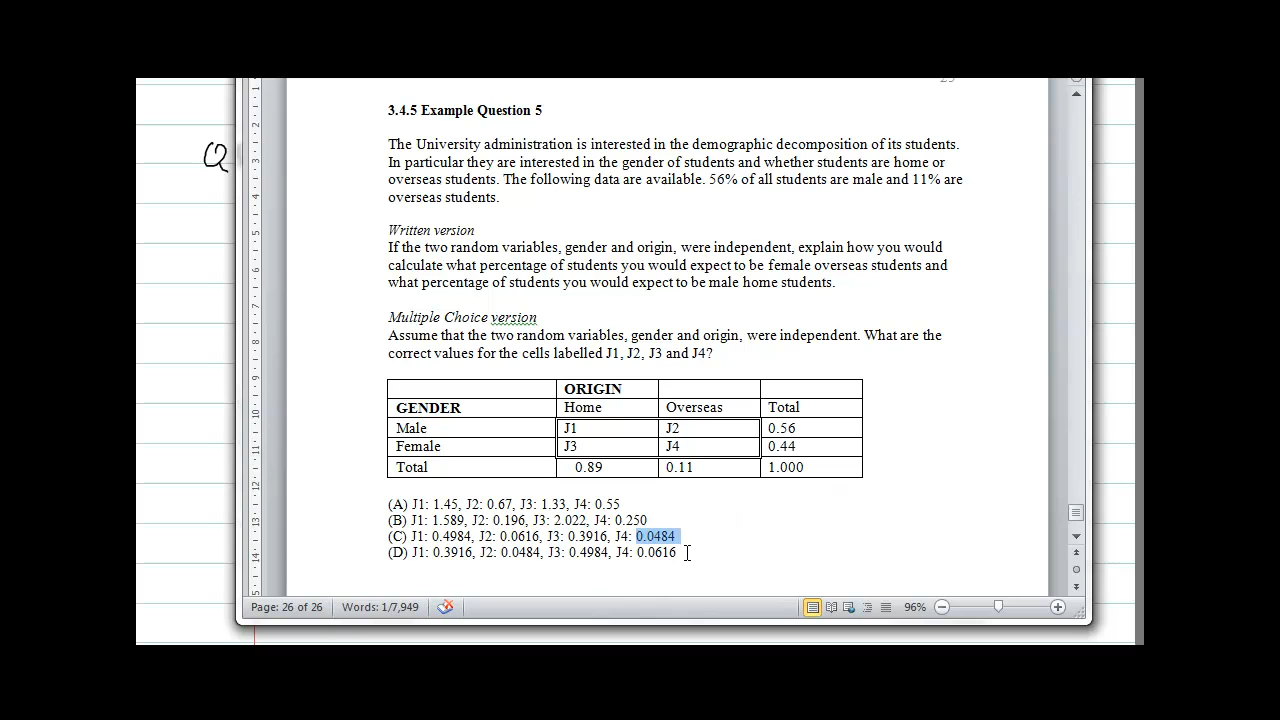 3.4.5 Example Question 5
The University administration is interested in the demographic decomposition of its students.
In particular they are interested in the gender of students and whether students are home or
overseas students. The following data are available. 56% of all students are male and 11% are
overseas students.
Q
Written version
If the two random variables, gender and origin, were independent, explain how you would
calculate what percentage of students you would expect to be female overseas students and
what percentage of students you would expect to be male home students.
Multiple Choice version
Assume that the two random variables, gender and origin, were independent. What are the
correct values for the cells labelled J1, J2, J3 and J4?
ORIGIN
GENDER Home Overseas Total
Male J1 J2 0.56
Female J3 J4 0.44
Total 0.89 0.11 1.000
(A) J1: 1.45, J2: 0.67, J3: 1.33, J4: 0.55
(B) J1: 1.589, J2: 0.196, J3: 2.022, J4: 0.250
(C) J1: 0.4984, J2: 0.0616, J3: 0.3916, J4: 0.0484
(D) J1: 0.3916, J2: 0.0484, J3: 0.4984, J4: 0.0616
Page: 26 of 26 Words: 1/7,949 96%